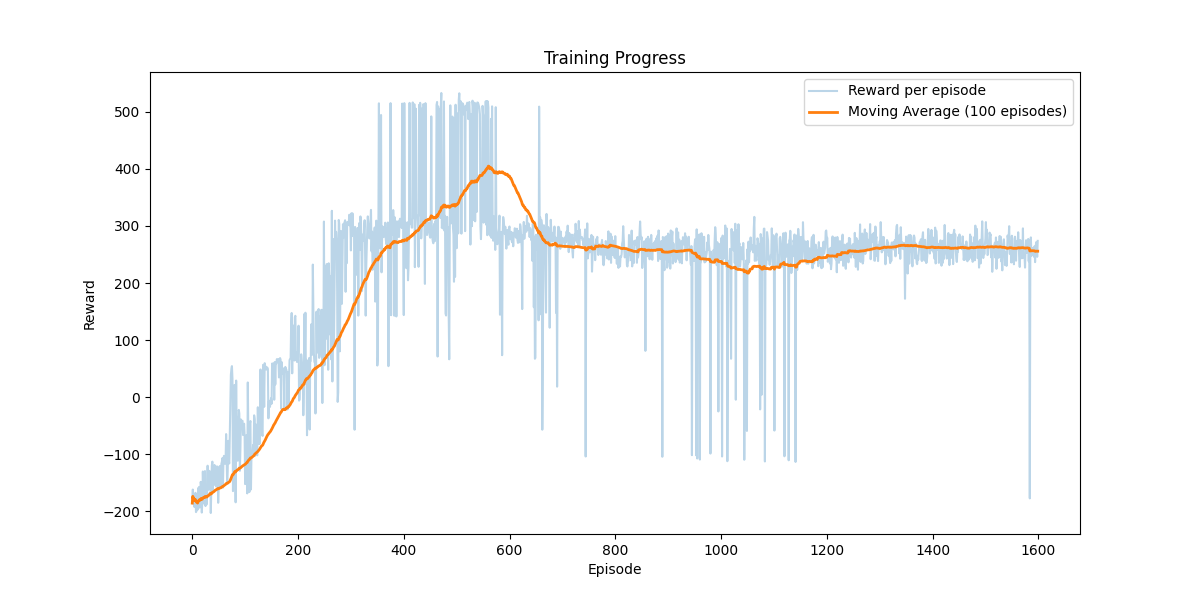 Training Progress
Reward per episode
Moving Average (100 episodes)
500
400
300
200
100
0
−100
−200
Reward
0 200 400 600 800 1000 1200 1400 1600
Episode